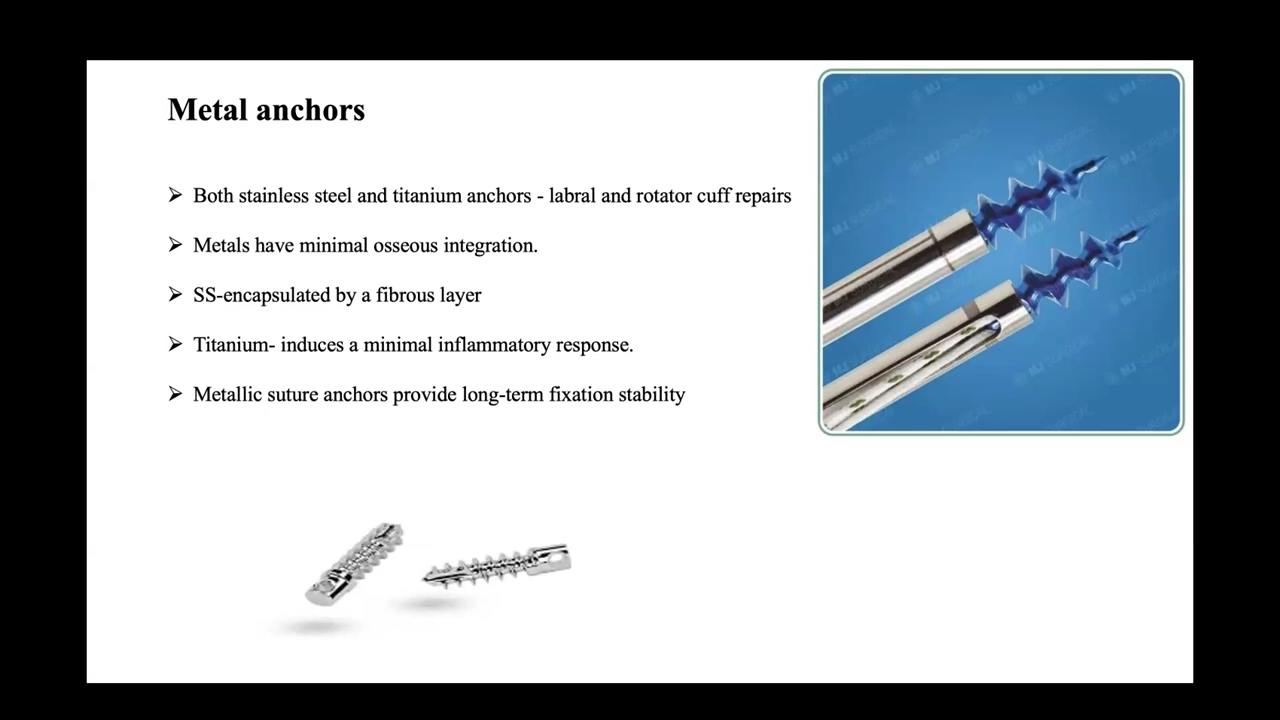 Metal anchors
➢ Both stainless steel and titanium anchors - labral and rotator cuff repairs
➢ Metals have minimal osseous integration.
➢ SS-encapsulated by a fibrous layer
➢ Titanium- induces a minimal inflammatory response.
➢ Metallic suture anchors provide long-term fixation stability